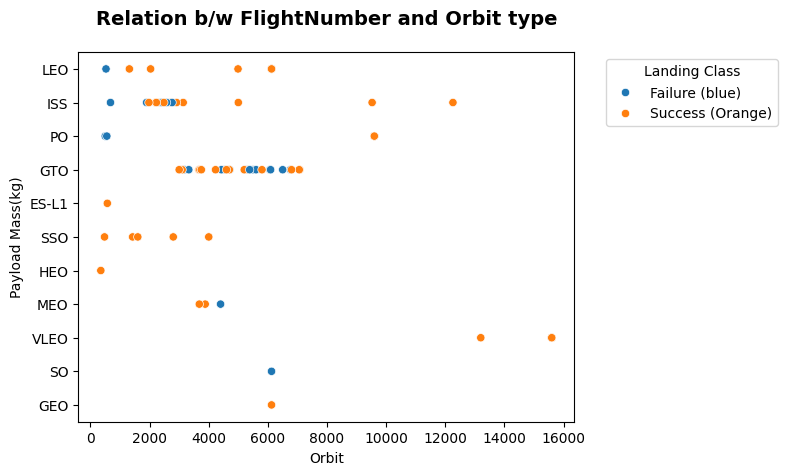 Relation b/w FlightNumber and Orbit type
Payload Mass(kg)
LEO
ISS
PO
GTO
ES-L1
SSO
HEO
MEO
VLEO
SO
GEO
0 2000 4000 6000 8000 10000 12000 14000 16000
Orbit
Landing Class
Failure (blue)
Success (Orange)